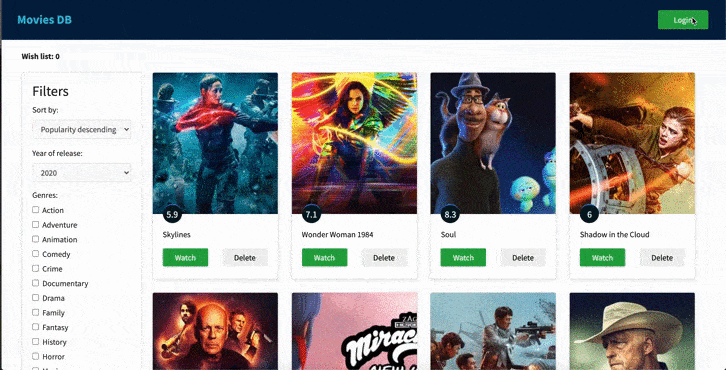 Movies DB
Login
Wish list: 0
Filters
Sort by:
Popularity descending
Year of release:
2020
Genres:
Action
Adventure
Animation
Comedy
Crime
Documentary
Drama
Family
Fantasy
History
Horror
5.9
Skylines
Watch Delete
7.1
Wonder Woman 1984
Watch Delete
8.3
Soul
Watch Delete
6
Shadow in the Cloud
Watch Delete
Miraculous